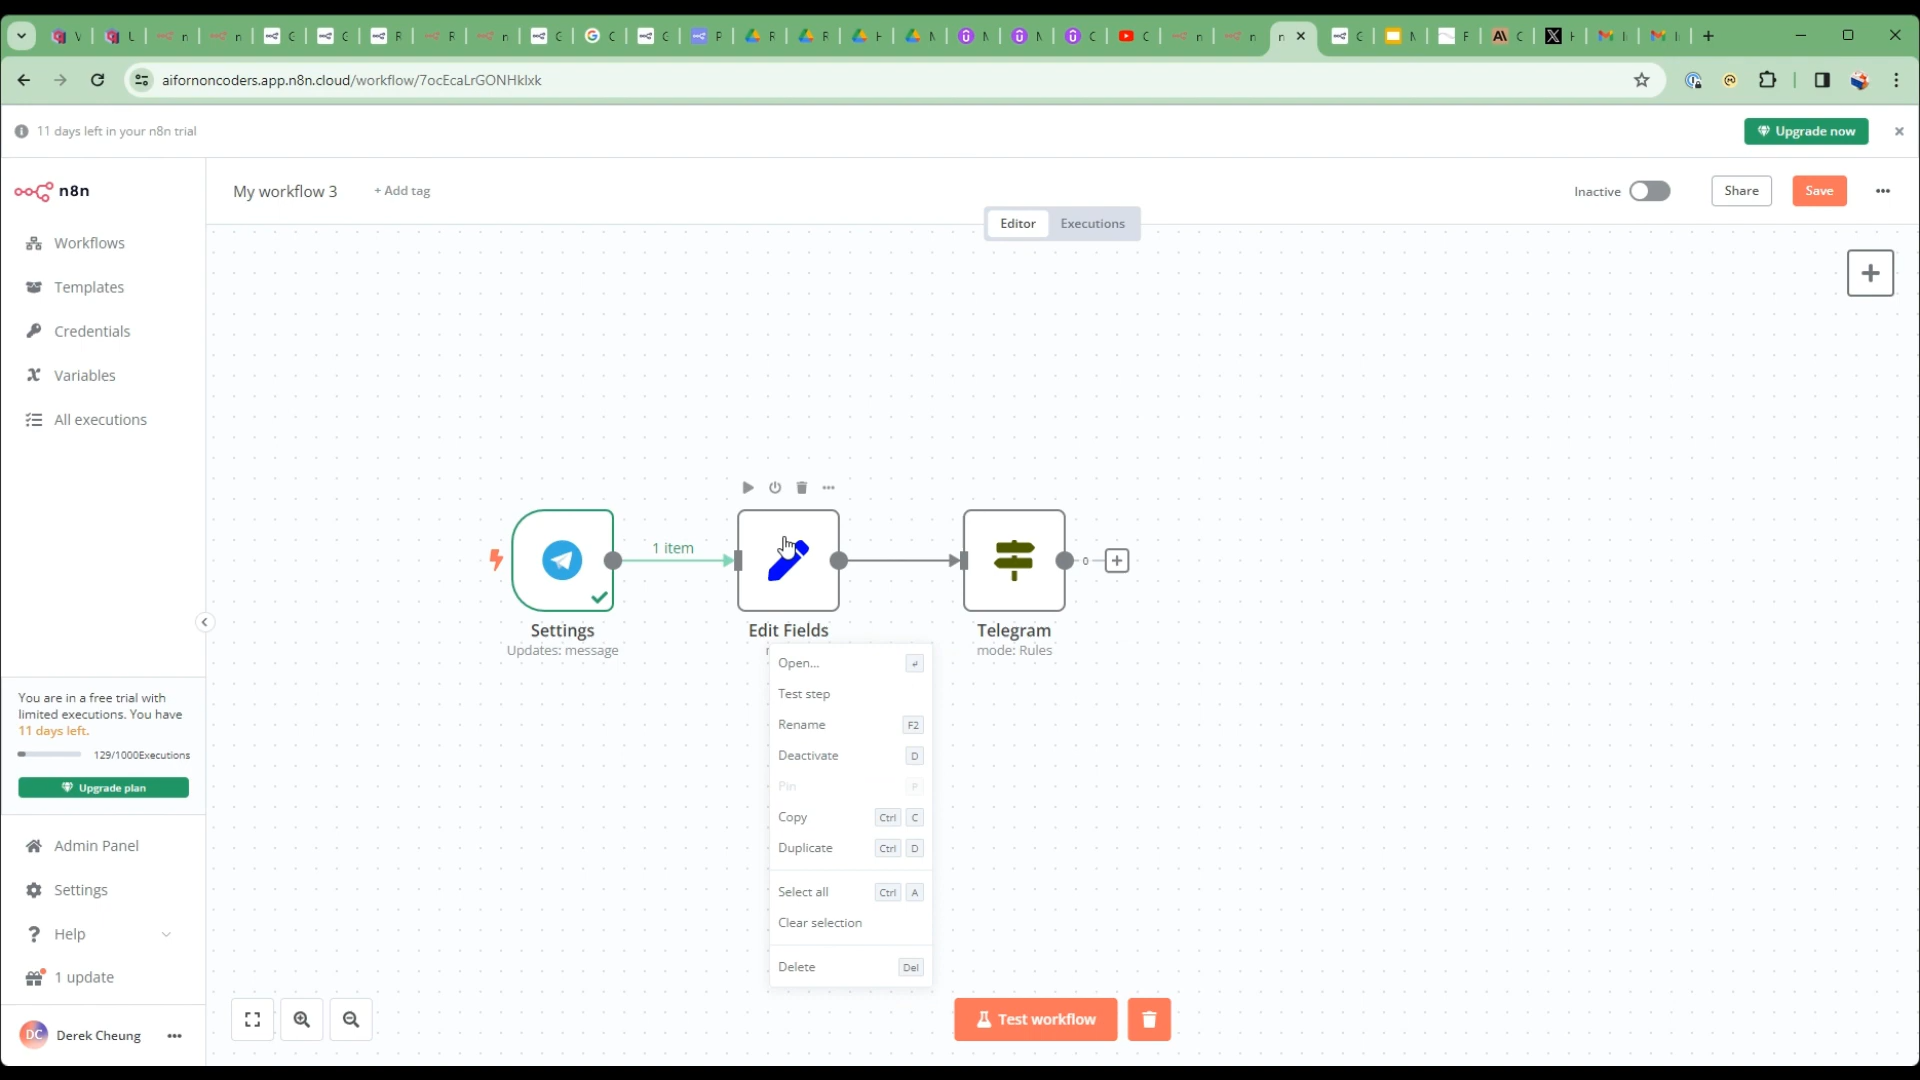 aifornoncoders.app.n8n.cloud/workflow/7ocEcaLrGONHklxk
11 days left in your n8n trial
Upgrade now
n8n
My workflow 3
+ Add tag
Inactive
Share
Save
Editor
Executions
Workflows
Templates
Credentials
Variables
All executions
1 item
0
Settings
Updates: message
Edit Fields
Telegram
mode: Rules
Open...
Test step
Rename F2
Deactivate D
Pin P
Copy Ctrl C
Duplicate Ctrl D
Select all Ctrl A
Clear selection
Delete Del
You are in a free trial with
limited executions. You have
11 days left.
129/1000Executions
Upgrade plan
Admin Panel
Settings
Help
1 update
DC Derek Cheung
Test workflow